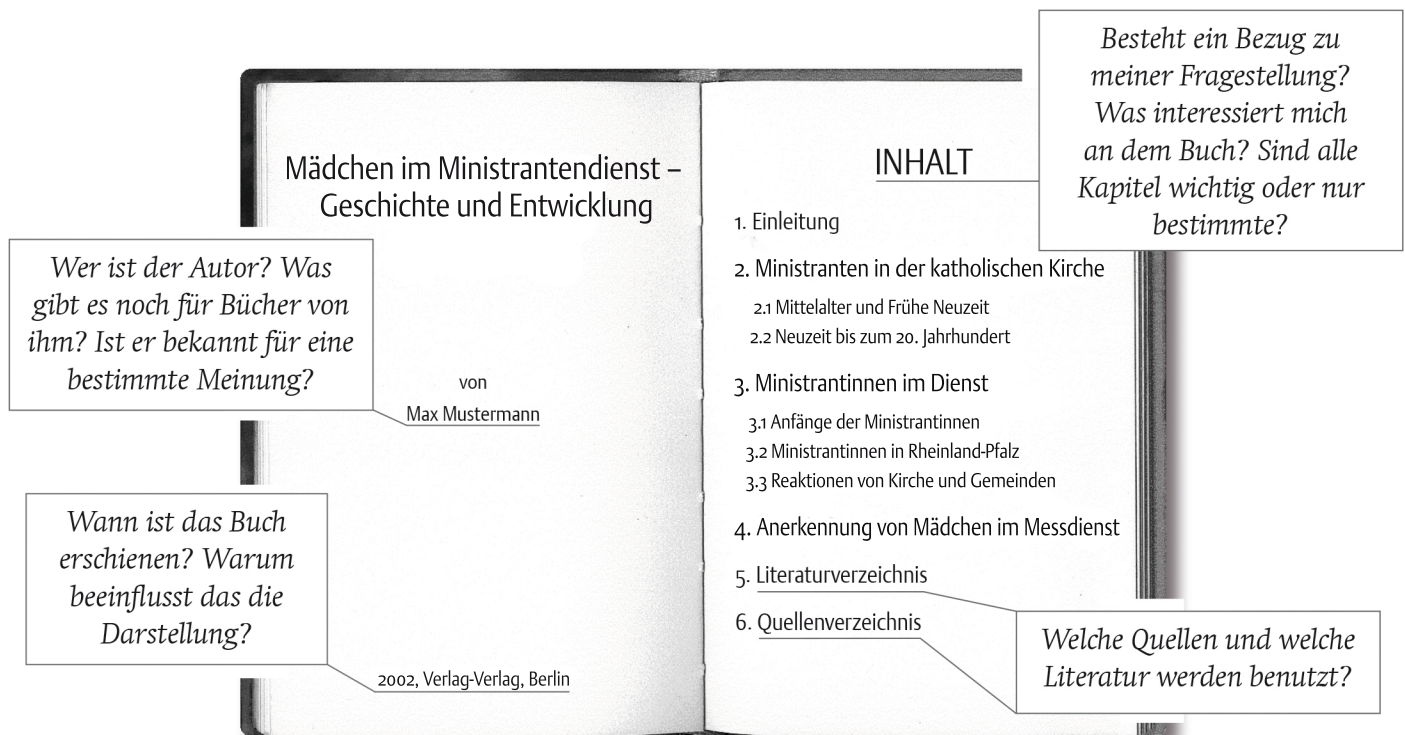 Mädchen im Ministrantendienst –
Geschichte und Entwicklung
Wer ist der Autor? Was
gibt es noch für Bücher von
ihm? Ist er bekannt für eine
bestimmte Meinung?
von
Max Mustermann
Wann ist das Buch
erschienen? Warum
beeinflusst das die
Darstellung?
2002, Verlag-Verlag, Berlin
Besteht ein Bezug zu
meiner Fragestellung?
Was interessiert mich
an dem Buch? Sind alle
Kapitel wichtig oder nur
bestimmte?
INHALT
1. Einleitung
2. Ministranten in der katholischen Kirche
2.1 Mittelalter und Frühe Neuzeit
2.2 Neuzeit bis zum 20. Jahrhundert
3. Ministrantinnen im Dienst
3.1 Anfänge der Ministrantinnen
3.2 Ministrantinnen in Rheinland-Pfalz
3.3 Reaktionen von Kirche und Gemeinden
4. Anerkennung von Mädchen im Messdienst
5. Literaturverzeichnis
6. Quellenverzeichnis
Welche Quellen und welche
Literatur werden benutzt?